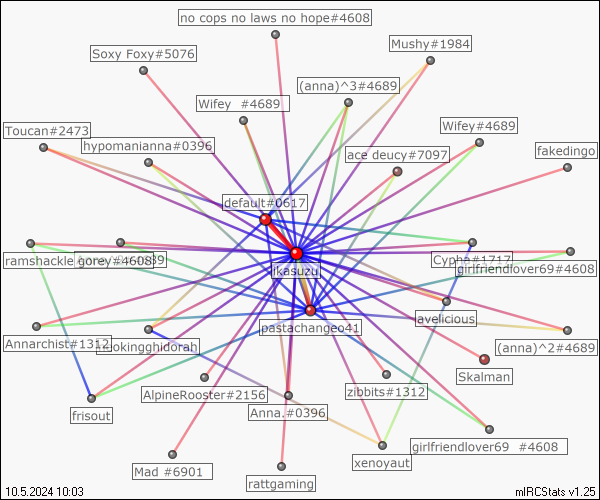 no cops no laws no hope#4608
Mushy#1984
Soxy Foxy#5076
(anna)^3#4689
Wifey #4689
Wifey#4689
Toucan#2473
hypomanianna#0396
ace deucy#7097
fakedingo
default#0617
ramshackle gorey#4608
Cypha#1717
girlfriendlover69#4608
ikasuzu
pastachangeo41
avelicious
Annarchist#1312
(anna)^2#4689
Skalman
AlpineRooster#2156
zibbits#1312
Anna.#0396
frisout
girlfriendlover69 #4608
xenoyaut
Mad #6901
rattgaming
10.5.2024 10:03
mIRCStats v1.25